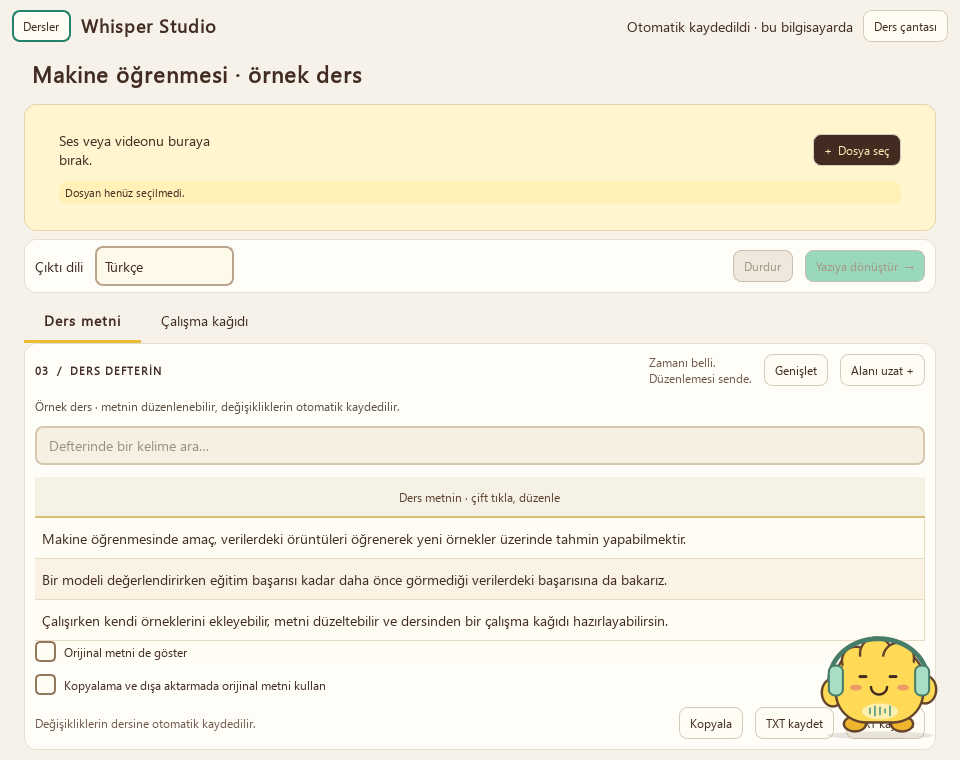 Dersler
Whisper Studio
Otomatik kaydedildi · bu bilgisayarda
Ders çantası
Makine öğrenmesi · örnek ders
Ses veya videonu buraya
bırak.
+ Dosya seç
Dosyan henüz seçilmedi.
Çıktı dili
Türkçe
Durdur
Yazıya dönüştür →
Ders metni
Çalışma kağıdı
03 / DERS DEFTERİN
Zamanı belli.
Düzenlemesi sende.
Genişlet
Alanı uzat +
Örnek ders · metnin düzenlenebilir, değişikliklerin otomatik kaydedilir.
Defterinde bir kelime ara...
Ders metnin · çift tıkla, düzenle
Makine öğrenmesinde amaç, verilerdeki örüntüleri öğrenerek yeni örnekler üzerinde tahmin yapabilmektir.
Bir modeli değerlendirirken eğitim başarısı kadar daha önce görmediği verilerdeki başarısına da bakarız.
Çalışırken kendi örneklerini ekleyebilir, metni düzeltebilir ve dersinden bir çalışma kağıdı hazırlayabilirsin.
Orijinal metni de göster
Kopyalama ve dışa aktarmada orijinal metni kullan
Değişikliklerin dersine otomatik kaydedilir.
Kopyala
TXT kaydet